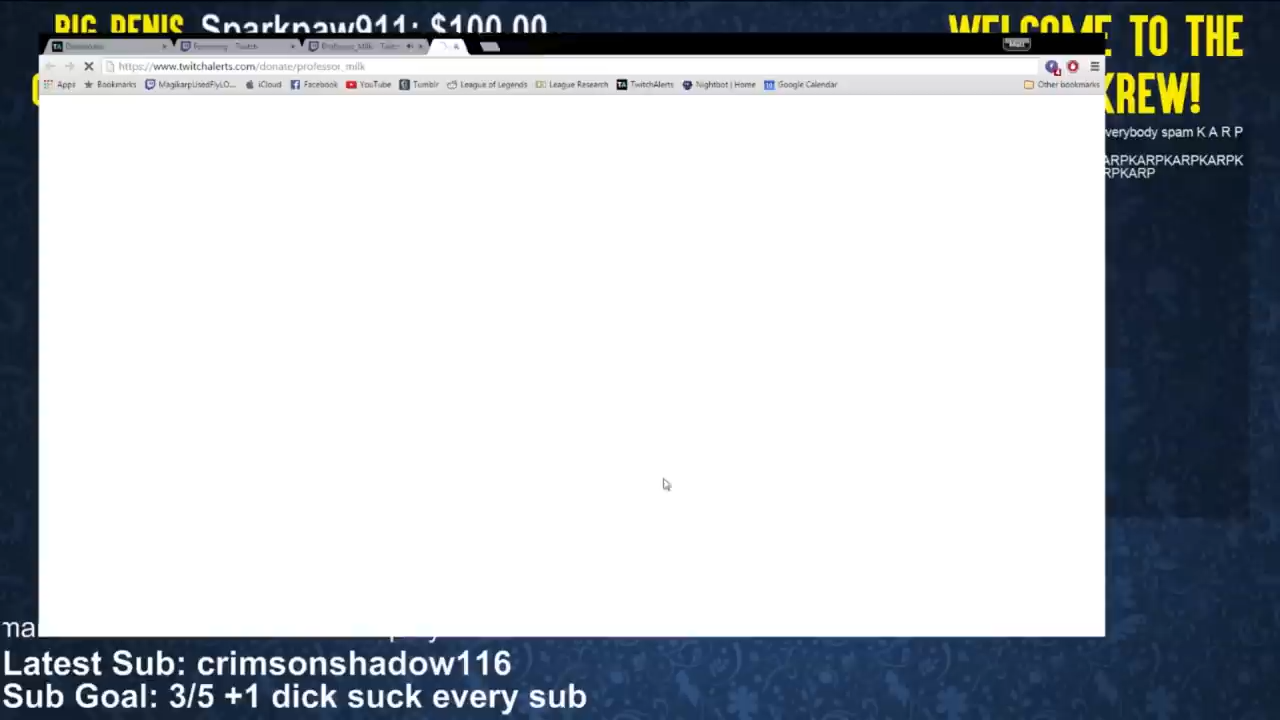 BIG PENIS Sparkpaw911: $100.00
WELCOME TO THE
KREW!
https://www.twitchalerts.com/donate/professor_milk
Apps Bookmarks MagikarpUsedFlyLO... iCloud Facebook YouTube Tumblr League of Legends League Research TwitchAlerts Nightbot | Home Google Calendar Other bookmarks
verybody spam K A R P
ARPKARPKARPKARPK
RPKARP
Latest Sub: crimsonshadow116
Sub Goal: 3/5 +1 dick suck every sub